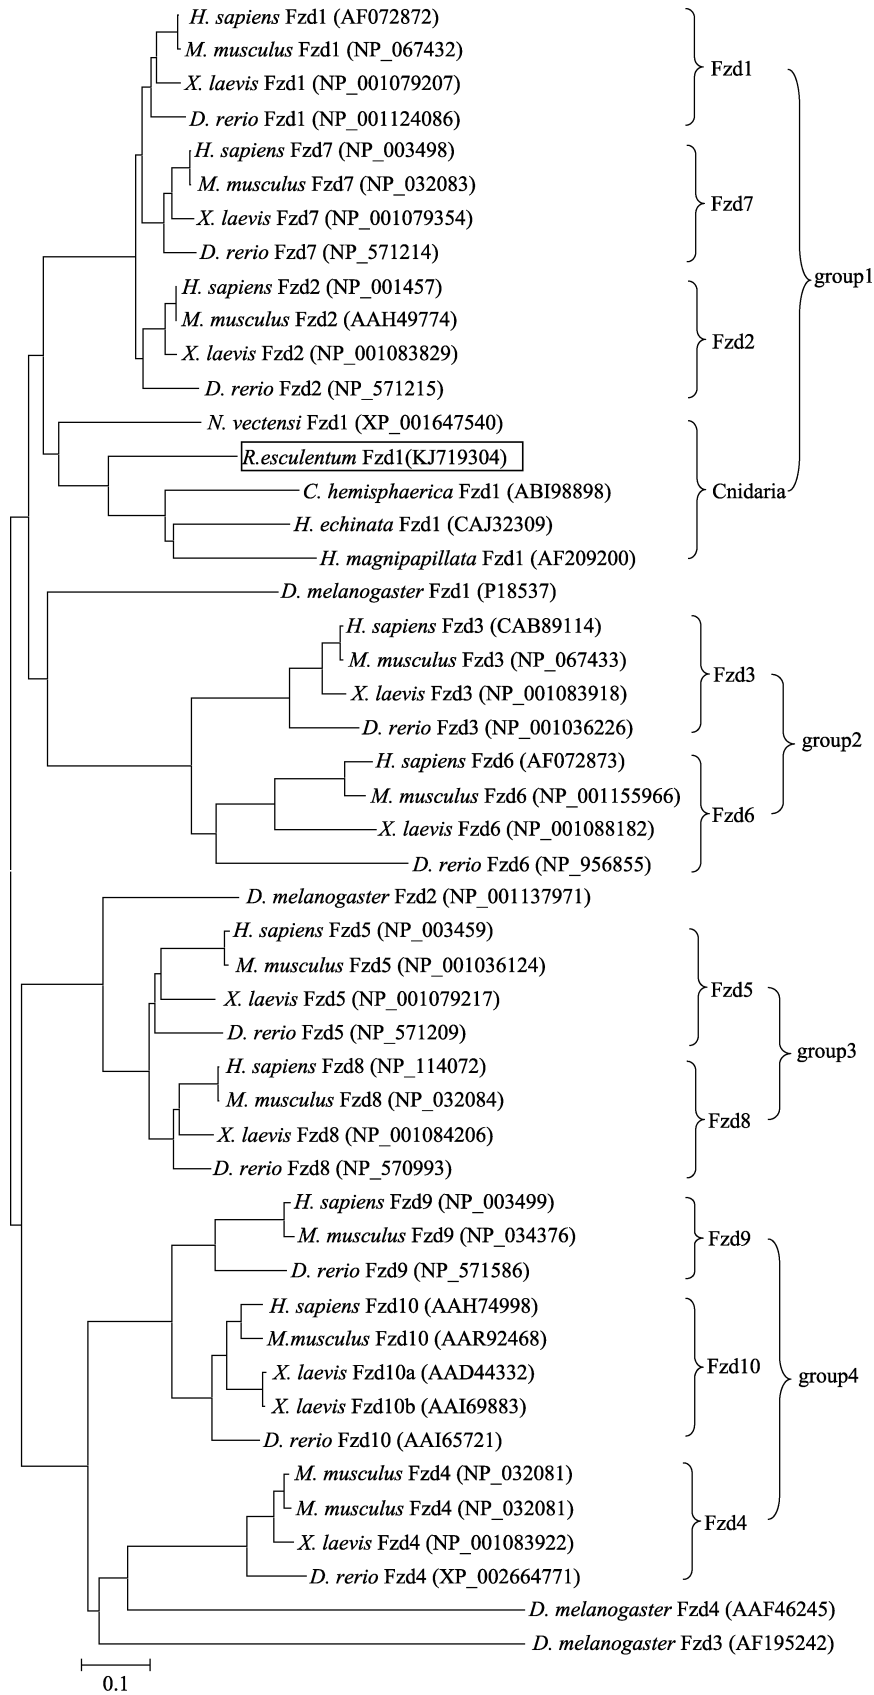 H. sapiens Fzd1 (AF072872)
M. musculus Fzd1 (NP_067432)
Fzd1
X. laevis Fzd1 (NP_001079207)
D. rerio Fzd1 (NP_001124086)
H. sapiens Fzd7 (NP_003498)
M. musculus Fzd7 (NP_032083)
Fzd7
X. laevis Fzd7 (NP_001079354)
D. rerio Fzd7 (NP_571214)
group1
H. sapiens Fzd2 (NP_001457)
M. musculus Fzd2 (AAH49774)
Fzd2
X. laevis Fzd2 (NP_001083829)
D. rerio Fzd2 (NP_571215)
N. vectensi Fzd1 (XP_001647540)
R.esculentum Fzd1(KJ719304)
C. hemisphaerica Fzd1 (ABI98898)
Cnidaria
H. echinata Fzd1 (CAJ32309)
H. magnipapillata Fzd1 (AF209200)
D. melanogaster Fzd1 (P18537)
H. sapiens Fzd3 (CAB89114)
M. musculus Fzd3 (NP_067433)
Fzd3
X. laevis Fzd3 (NP_001083918)
D. rerio Fzd3 (NP_001036226)
group2
H. sapiens Fzd6 (AF072873)
M. musculus Fzd6 (NP_001155966)
Fzd6
X. laevis Fzd6 (NP_001088182)
D. rerio Fzd6 (NP_956855)
D. melanogaster Fzd2 (NP_001137971)
H. sapiens Fzd5 (NP_003459)
M. musculus Fzd5 (NP_001036124)
Fzd5
X. laevis Fzd5 (NP_001079217)
D. rerio Fzd5 (NP_571209)
group3
H. sapiens Fzd8 (NP_114072)
M. musculus Fzd8 (NP_032084)
Fzd8
X. laevis Fzd8 (NP_001084206)
D. rerio Fzd8 (NP_570993)
H. sapiens Fzd9 (NP_003499)
M. musculus Fzd9 (NP_034376)
Fzd9
D. rerio Fzd9 (NP_571586)
H. sapiens Fzd10 (AAH74998)
M.musculus Fzd10 (AAR92468)
Fzd10
X. laevis Fzd10a (AAD44332)
group4
X. laevis Fzd10b (AAI69883)
D. rerio Fzd10 (AAI65721)
M. musculus Fzd4 (NP_032081)
M. musculus Fzd4 (NP_032081)
Fzd4
X. laevis Fzd4 (NP_001083922)
D. rerio Fzd4 (XP_002664771)
D. melanogaster Fzd4 (AAF46245)
D. melanogaster Fzd3 (AF195242)
0.1